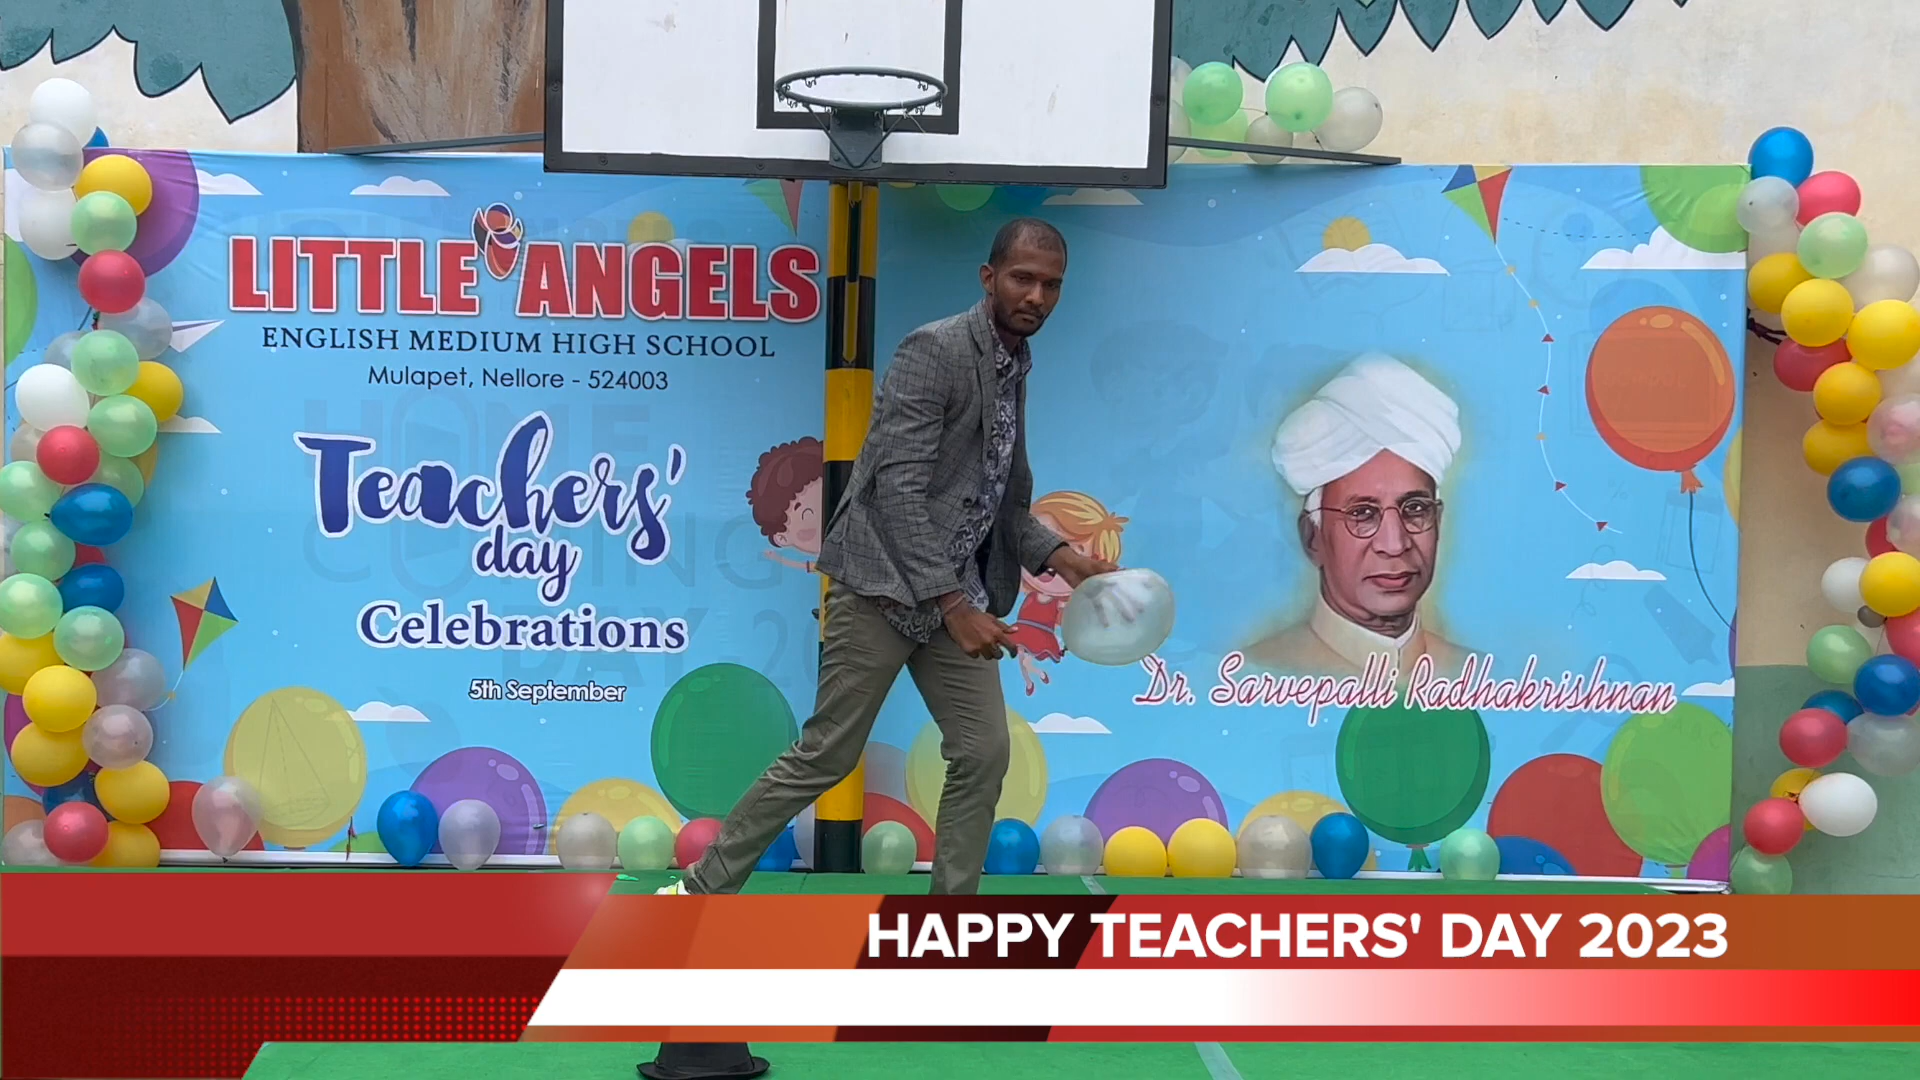 LITTLE ANGELS
ENGLISH MEDIUM HIGH SCHOOL
Mulapet, Nellore - 524003
Teachers'
day
Celebrations
5th September
Dr. Sarvepalli Radhakrishnan
HAPPY TEACHERS' DAY 2023